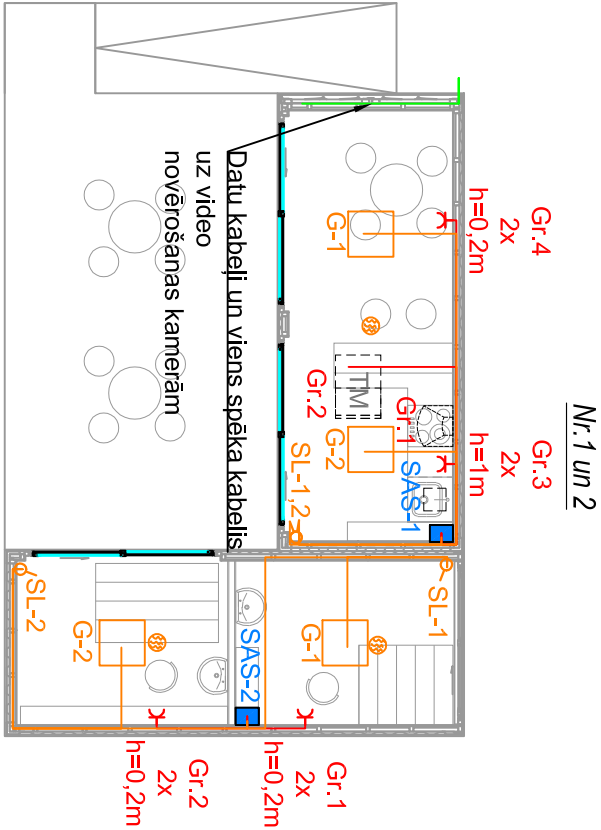 Nr.1 un 2
Gr.4
2x
h=0,2m
Gr.3
2x
h=1m
G-1
TM
Gr.2
Gr.1
G-2
SAS-1
SL-1,2
Datu kabeļi un viens spēka kabelis
uz video
novērošanas kamerām
SL-1
G-1
SAS-2
SL-2
G-2
Gr.1
2x
h=0,2m
Gr.2
2x
h=0,2m